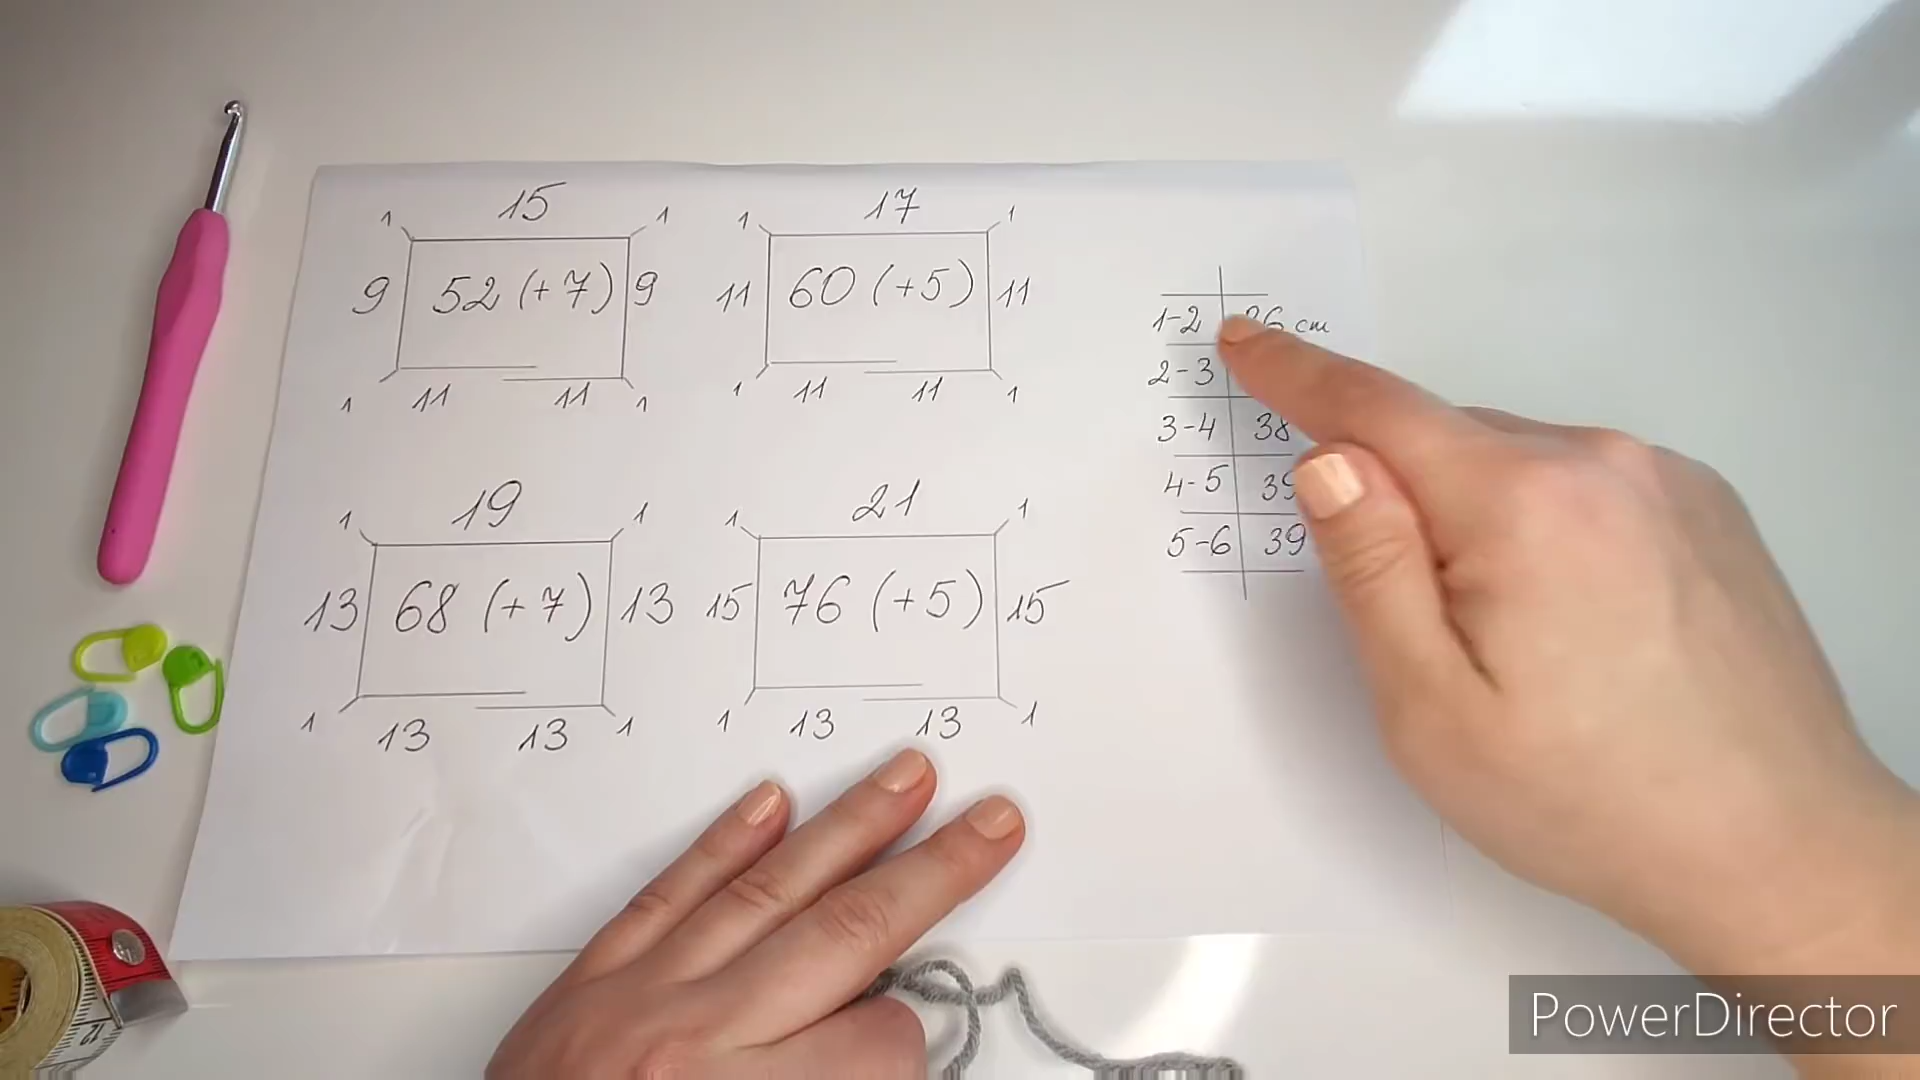 15
1 1
9 52 (+7) 9
1 11 11 1
17
1 1
11 60 (+5) 11
1 11 11 1
19
1 1
13 68 (+7) 13
1 13 13 1
21
1 1
15 76 (+5) 15
1 13 13 1
1-2 cm
2-3
3-4 38
4-5 39
5-6 39
12
PowerDirector